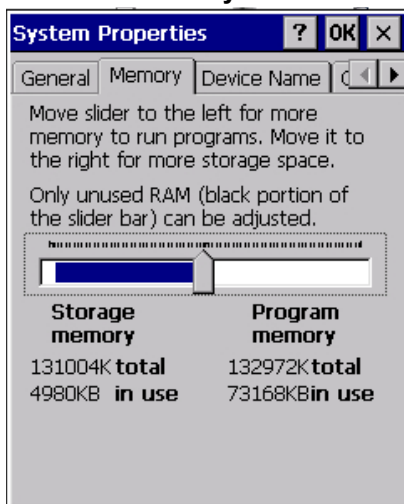 System Properties ? OK ×
General Memory Device Name
Move slider to the left for more
memory to run programs. Move it to
the right for more storage space.
Only unused RAM (black portion of
the slider bar) can be adjusted.
Storage Program
memory memory
131004K total 132972K total
4980KB in use 73168KB in use